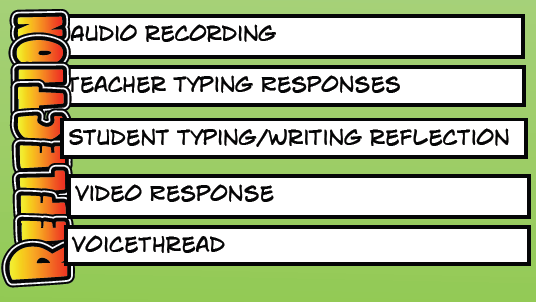 REFLECTION
AUDIO RECORDING
TEACHER TYPING RESPONSES
STUDENT TYPING/WRITING REFLECTION
VIDEO RESPONSE
VOICETHREAD